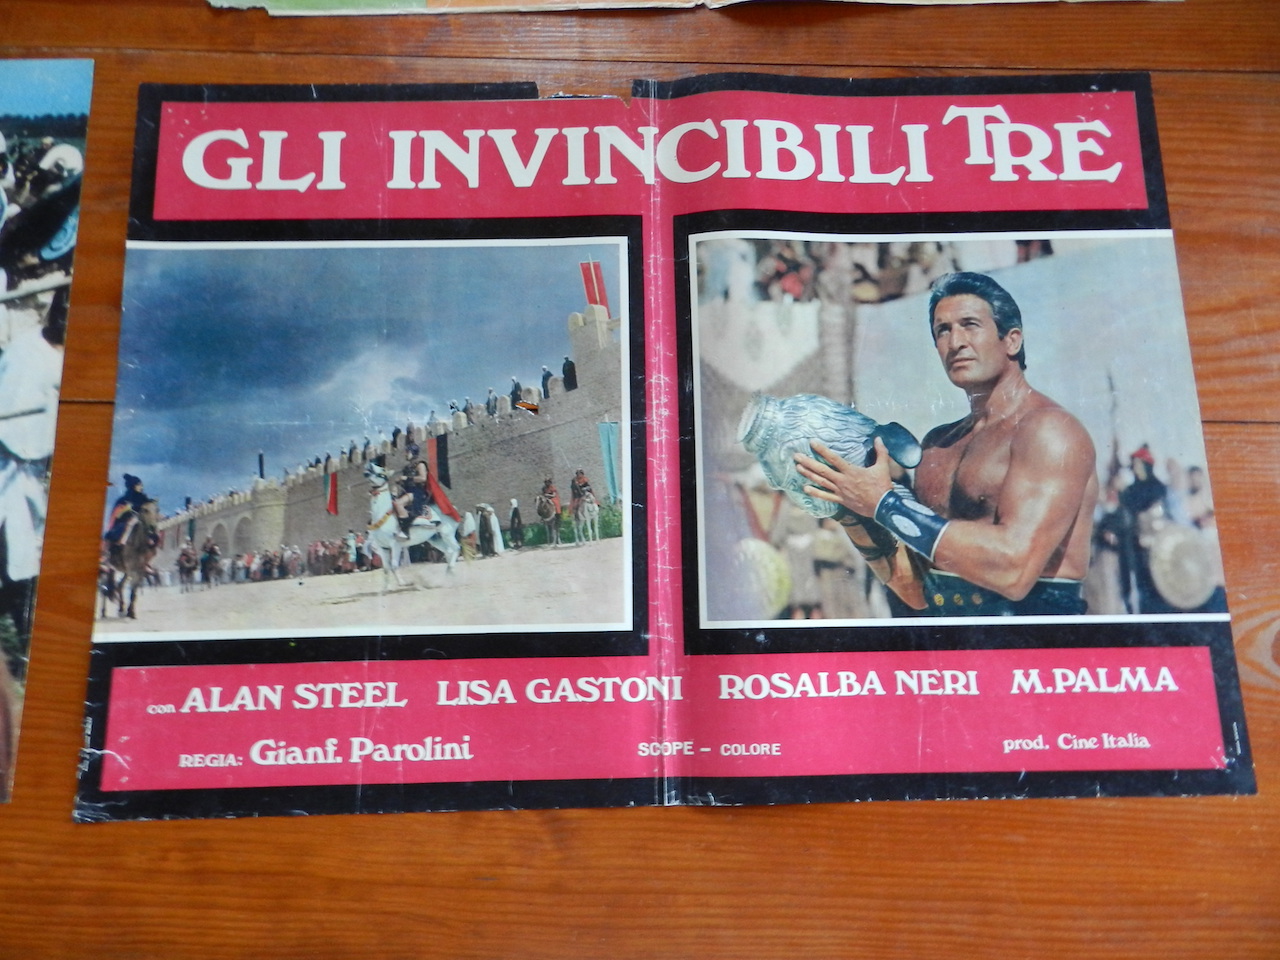 GLI INVINCIBILI TRE
con ALAN STEEL LISA GASTONI ROSALBA NERI M. PALMA
REGIA: Gianf. Parolini SCOPE - COLORE prod. Cine Italia